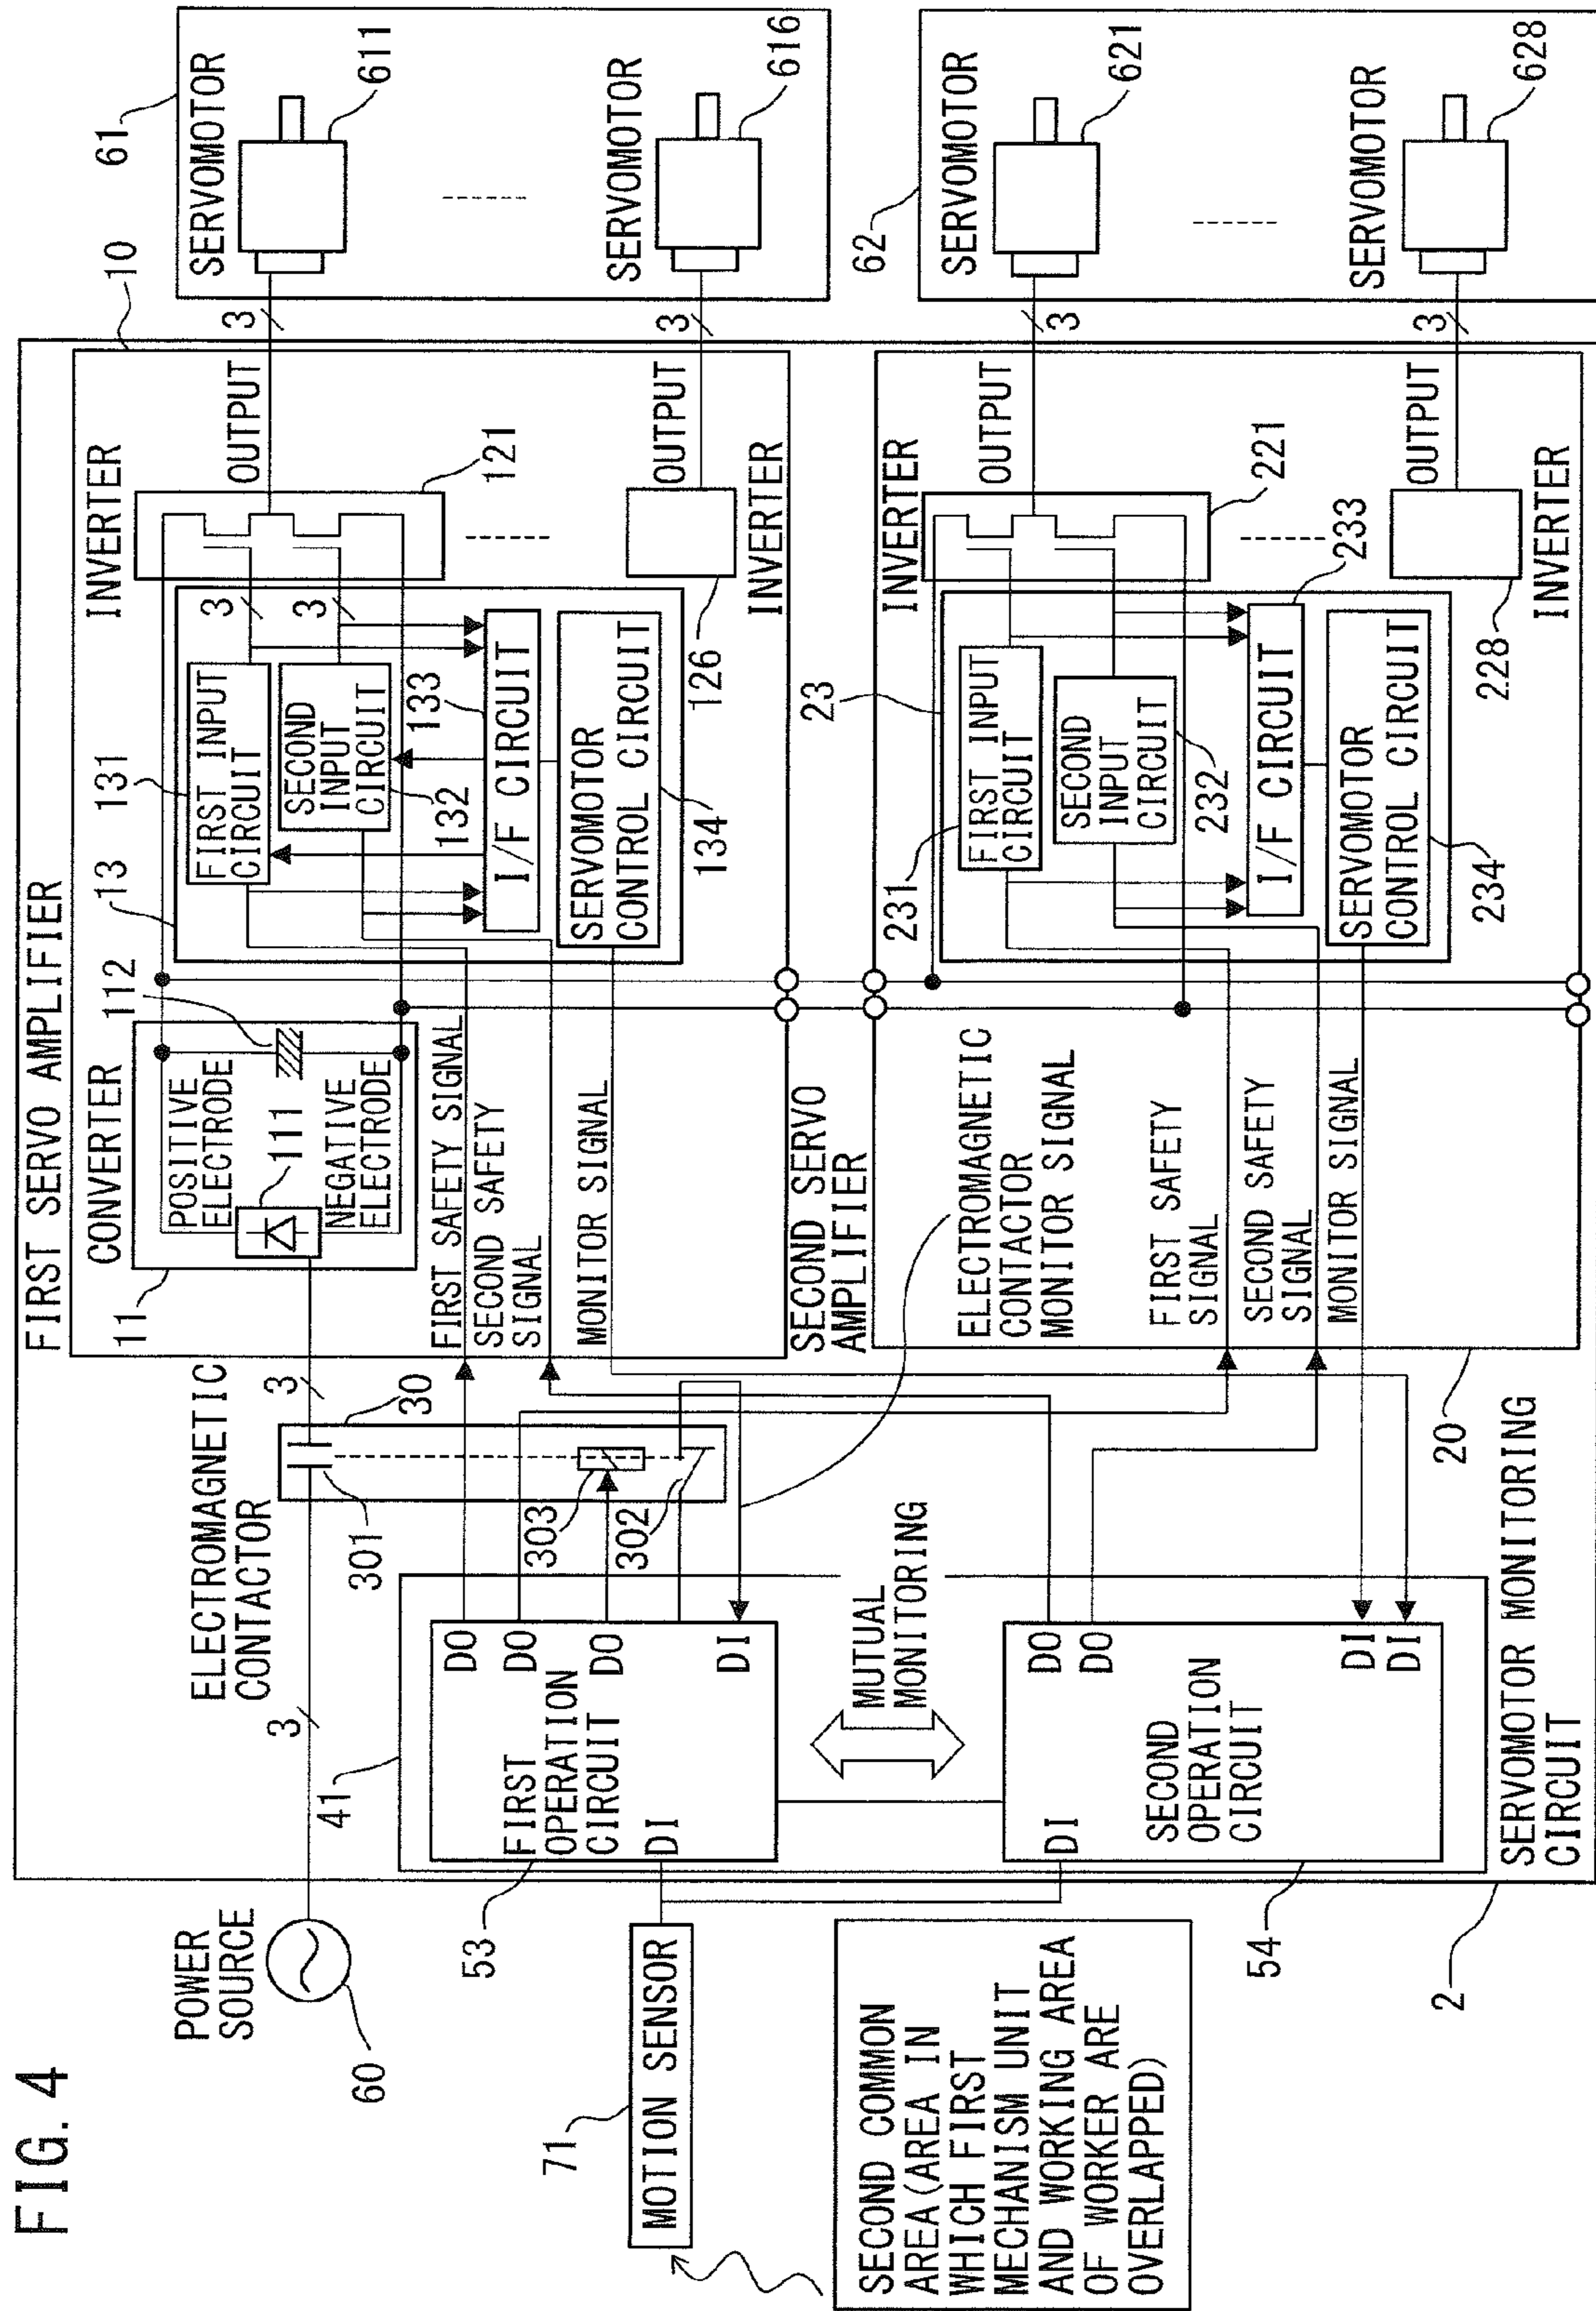 FIG. 4
FIRST SERVO AMPLIFIER
10
61
POWER
SOURCE
60
3
ELECTROMAGNETIC
CONTACTOR
301
30
3
11
CONVERTER
POSITIVE
ELECTRODE
111
NEGATIVE
ELECTRODE
112
13
131
FIRST INPUT
CIRCUIT
SECOND
INPUT
CIRCUIT
132
133
I/F CIRCUIT
SERVOMOTOR
CONTROL CIRCUIT
134
3
3
INVERTER
121
OUTPUT
3
SERVOMOTOR
611
126
OUTPUT
INVERTER
3
SERVOMOTOR
616
FIRST SAFETY SIGNAL
SECOND SAFETY
SIGNAL
MONITOR SIGNAL
303
302
41
FIRST
OPERATION
CIRCUIT
DO
DO
DO
DI
DI
53
MUTUAL
MONITORING
SECOND
OPERATION
CIRCUIT
DO
DO
DI
DI
DI
54
71
MOTION SENSOR
SECOND COMMON
AREA(AREA IN
WHICH FIRST
MECHANISM UNIT
AND WORKING AREA
OF WORKER ARE
OVERLAPPED)
SECOND SERVO
AMPLIFIER
ELECTROMAGNETIC
CONTACTOR
MONITOR SIGNAL
FIRST SAFETY
SIGNAL
SECOND SAFETY
SIGNAL
MONITOR SIGNAL
20
23
231
FIRST INPUT
CIRCUIT
SECOND
INPUT
CIRCUIT
232
I/F CIRCUIT
233
SERVOMOTOR
CONTROL CIRCUIT
234
INVERTER
221
OUTPUT
3
62
SERVOMOTOR
621
228
OUTPUT
INVERTER
3
SERVOMOTOR
628
SERVOMOTOR MONITORING
CIRCUIT
2